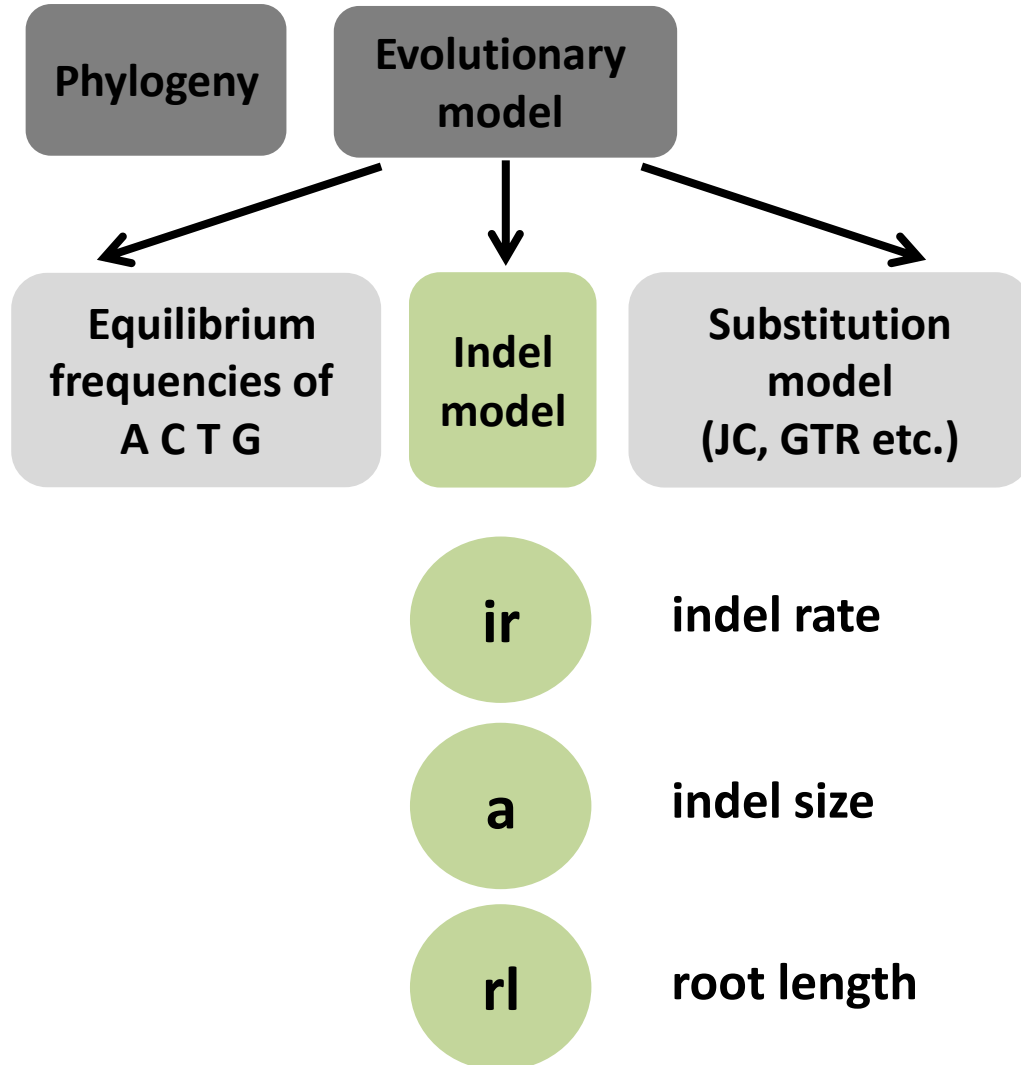 Phylogeny
Evolutionary
model
Equilibrium
frequencies of
A C T G
Indel
model
Substitution
model
(JC, GTR etc.)
ir
indel rate
a
indel size
rl
root length